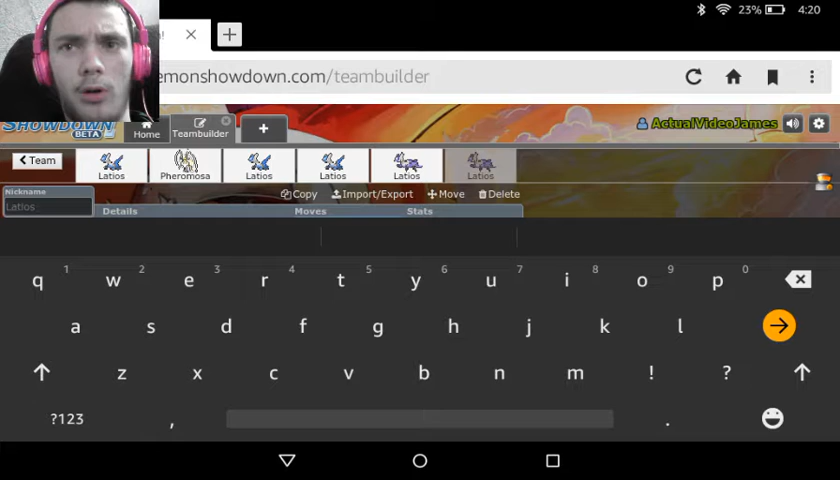 23% 4:20
emonshowdown.com/teambuilder
SHOWDOWN
BETA
Home
Teambuilder
ActualVideoJames
Team
Latios Pheromosa Latios Latios Latios Latios
Copy Import/Export Move Delete
Nickname
Latios
Details Moves Stats
1 2 3 4 5 6 7 8 9 0
q w e r t y u i o p
a s d f g h j k l
z x c v b n m ! ?
?123 , .